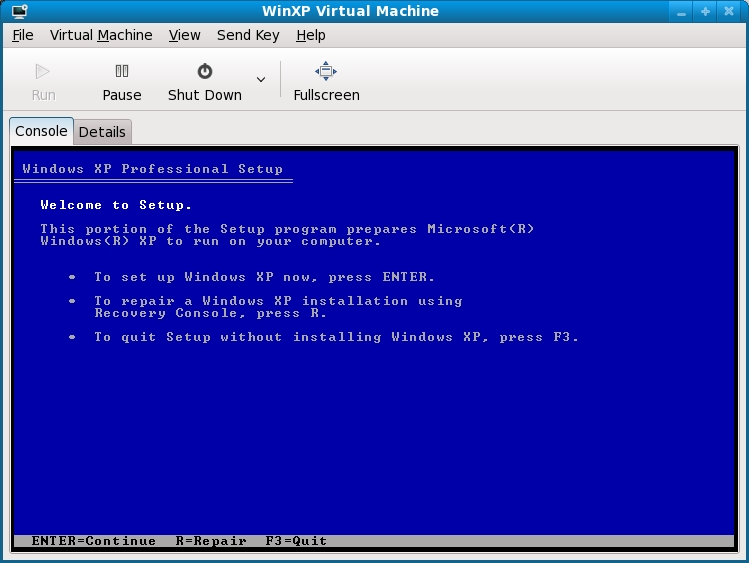 WinXP Virtual Machine
File Virtual Machine View Send Key Help
Run Pause Shut Down Fullscreen
Console Details
Windows XP Professional Setup
Welcome to Setup.
This portion of the Setup program prepares Microsoft(R)
Windows(R) XP to run on your computer.
• To set up Windows XP now, press ENTER.
• To repair a Windows XP installation using
Recovery Console, press R.
• To quit Setup without installing Windows XP, press F3.
ENTER=Continue R=Repair F3=Quit